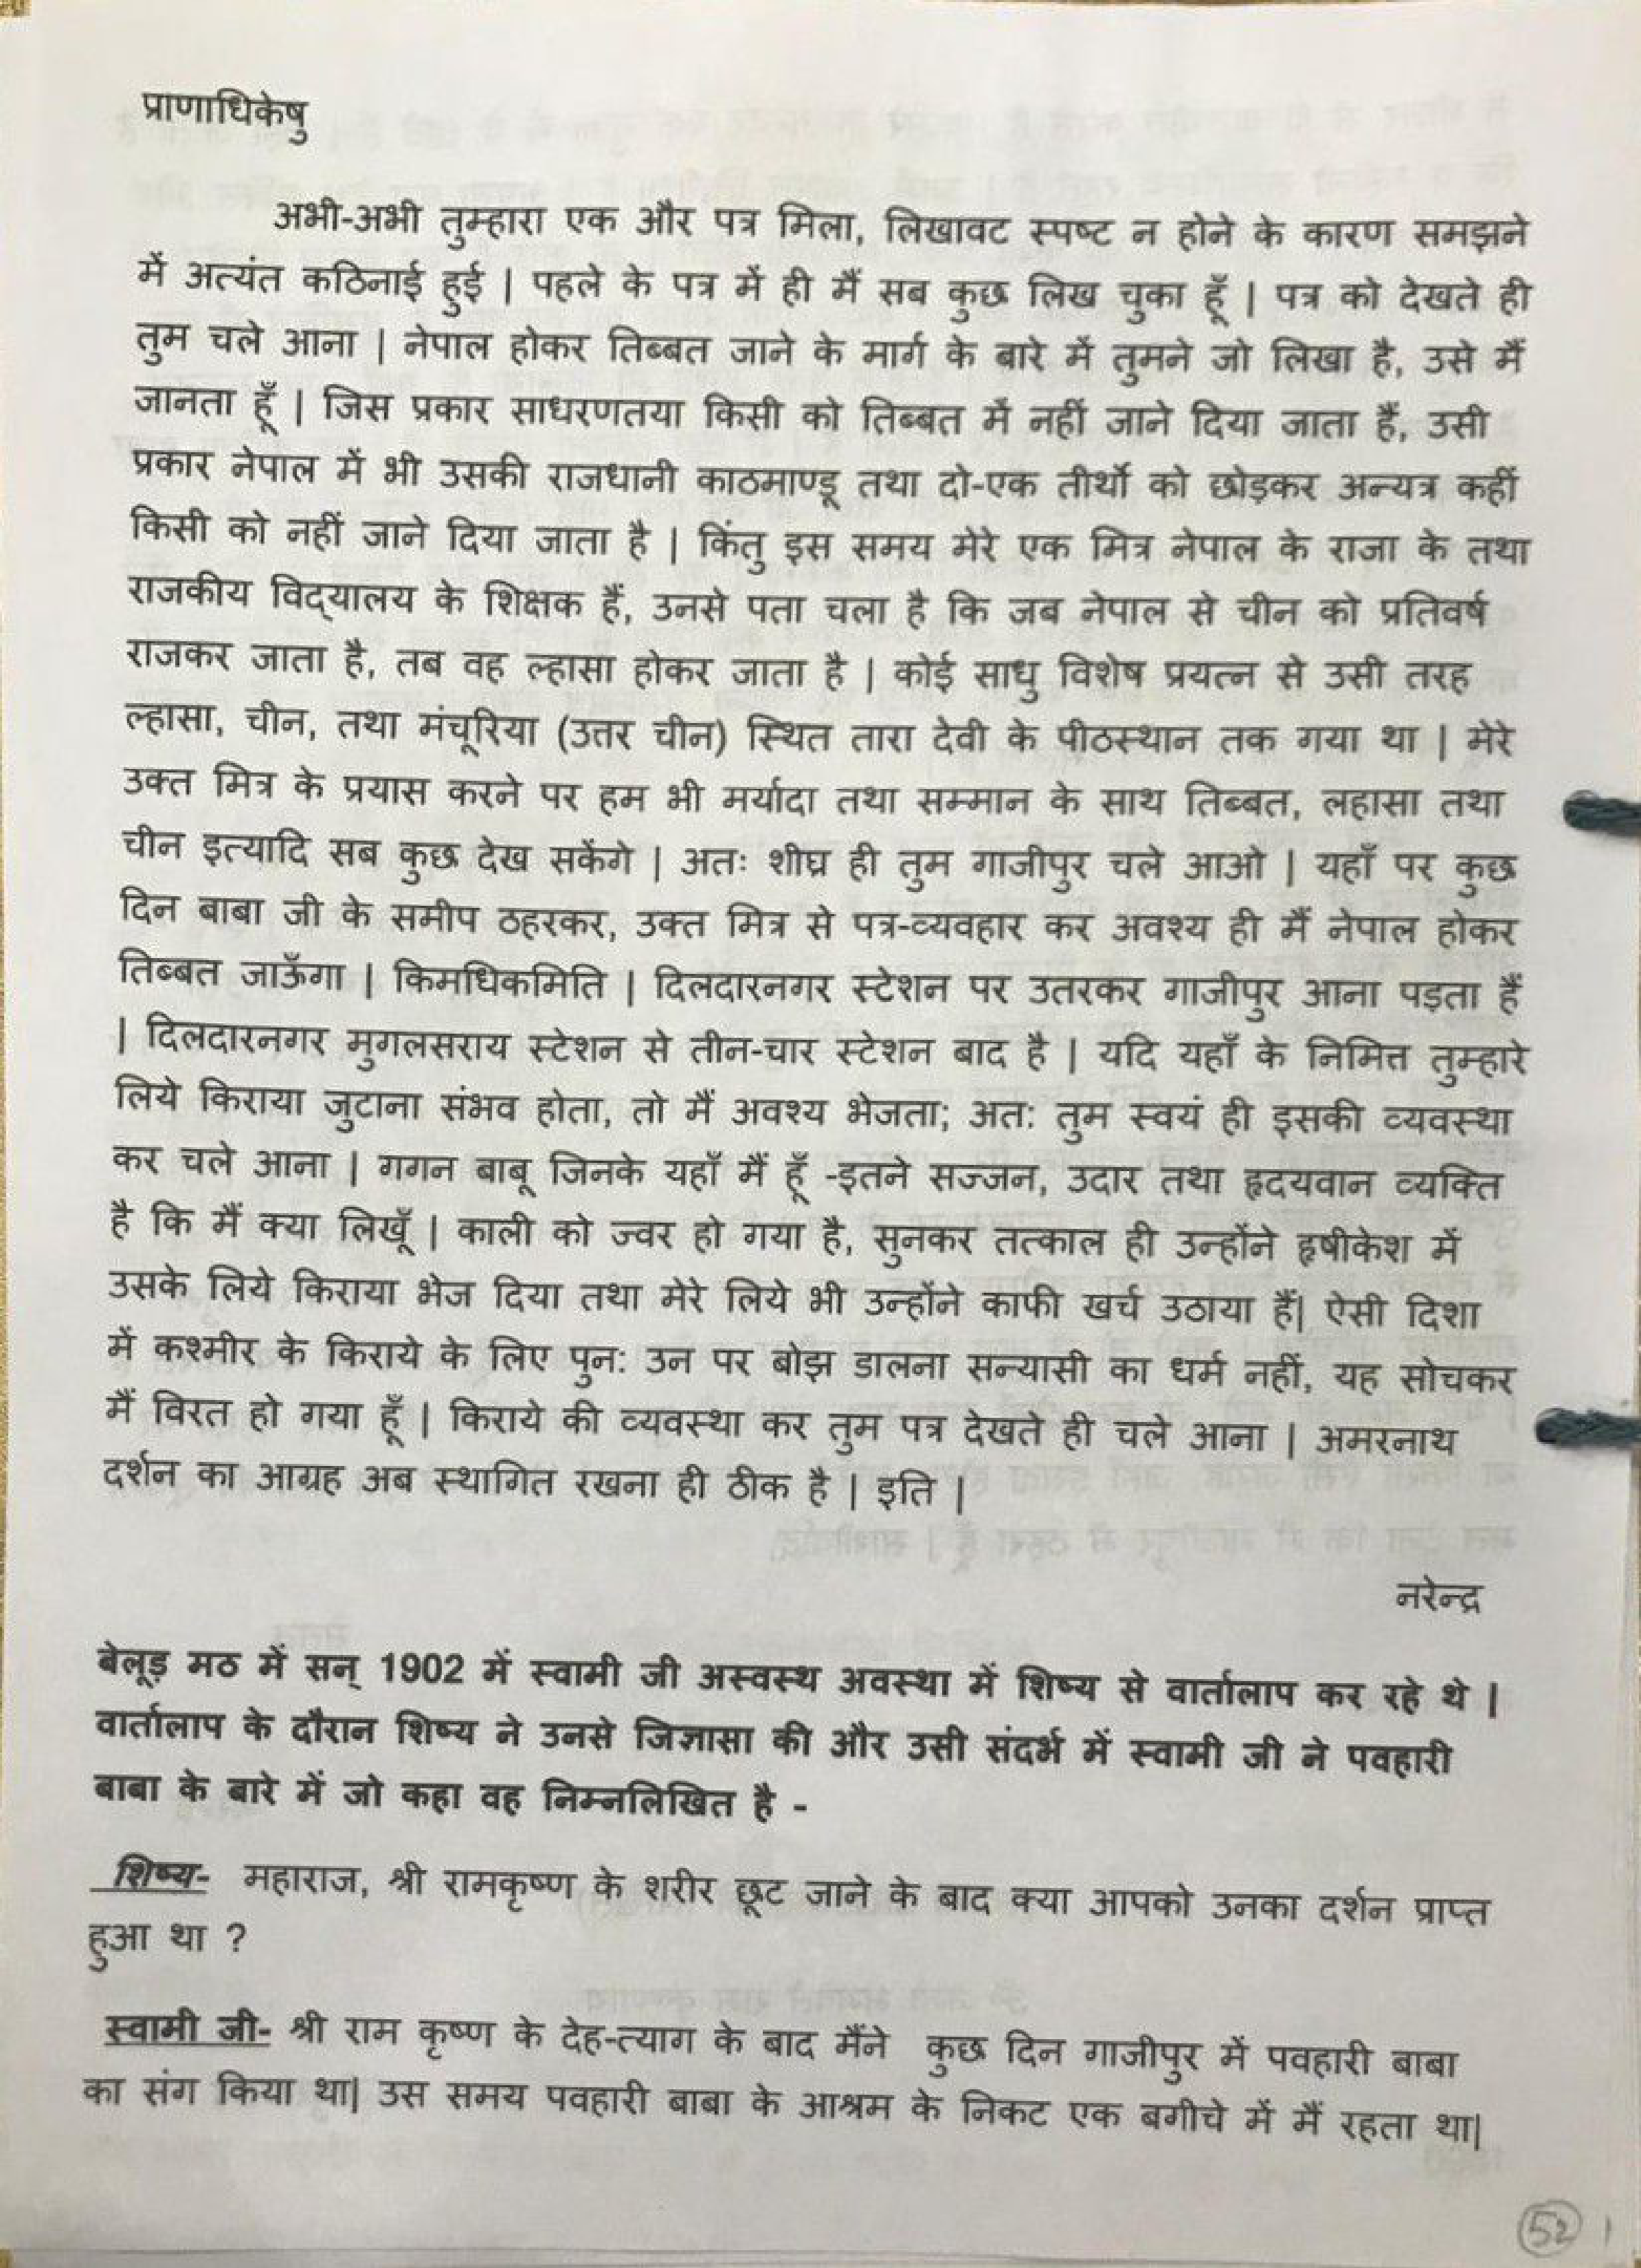 प्राणाधिकेषु
अभी-अभी तुम्हारा एक और पत्र मिला, लिखावट स्पष्ट न होने के कारण समझने
में अत्यंत कठिनाई हुई | पहले के पत्र में ही मैं सब कुछ लिख चुका हूँ | पत्र को देखते ही
तुम चले आना | नेपाल होकर तिब्बत जाने के मार्ग के बारे में तुमने जो लिखा है, उसे मैं
जानता हूँ | जिस प्रकार साधरणतया किसी को तिब्बत में नहीं जाने दिया जाता हैं, उसी
प्रकार नेपाल में भी उसकी राजधानी काठमाण्डू तथा दो-एक तीर्थो को छोड़कर अन्यत्र कहीं
किसी को नहीं जाने दिया जाता है | किंतु इस समय मेरे एक मित्र नेपाल के राजा के तथा
राजकीय विद्यालय के शिक्षक हैं, उनसे पता चला है कि जब नेपाल से चीन को प्रतिवर्ष
राजकर जाता है, तब वह ल्हासा होकर जाता है | कोई साधु विशेष प्रयत्न से उसी तरह
ल्हासा, चीन, तथा मंचूरिया (उत्तर चीन) स्थित तारा देवी के पीठस्थान तक गया था | मेरे
उक्त मित्र के प्रयास करने पर हम भी मर्यादा तथा सम्मान के साथ तिब्बत, लहासा तथा
चीन इत्यादि सब कुछ देख सकेंगे | अतः शीघ्र ही तुम गाजीपुर चले आओ | यहाँ पर कुछ
दिन बाबा जी के समीप ठहरकर, उक्त मित्र से पत्र-व्यवहार कर अवश्य ही मैं नेपाल होकर
तिब्बत जाऊँगा | किमधिकमिति | दिलदारनगर स्टेशन पर उतरकर गाजीपुर आना पड़ता हैं
| दिलदारनगर मुगलसराय स्टेशन से तीन-चार स्टेशन बाद है | यदि यहाँ के निमित्त तुम्हारे
लिये किराया जुटाना संभव होता, तो मैं अवश्य भेजता; अत: तुम स्वयं ही इसकी व्यवस्था
कर चले आना | गगन बाबू जिनके यहाँ मैं हूँ -इतने सज्जन, उदार तथा हृदयवान व्यक्ति
है कि मैं क्या लिखूँ | काली को ज्वर हो गया है, सुनकर तत्काल ही उन्होंने हृषीकेश में
उसके लिये किराया भेज दिया तथा मेरे लिये भी उन्होंने काफी खर्च उठाया हैं| ऐसी दिशा
में कश्मीर के किराये के लिए पुन: उन पर बोझ डालना सन्यासी का धर्म नहीं, यह सोचकर
मैं विरत हो गया हूँ | किराये की व्यवस्था कर तुम पत्र देखते ही चले आना | अमरनाथ
दर्शन का आग्रह अब स्थागित रखना ही ठीक है | इति |
नरेन्द्र
बेलूड़ मठ में सन् 1902 में स्वामी जी अस्वस्थ अवस्था में शिष्य से वार्तालाप कर रहे थे |
वार्तालाप के दौरान शिष्य ने उनसे जिज्ञासा की और उसी संदर्भ में स्वामी जी ने पवहारी
बाबा के बारे में जो कहा वह निम्नलिखित है -
शिष्य- महाराज, श्री रामकृष्ण के शरीर छूट जाने के बाद क्या आपको उनका दर्शन प्राप्त
हुआ था ?
स्वामी जी- श्री राम कृष्ण के देह-त्याग के बाद मैंने कुछ दिन गाजीपुर में पवहारी बाबा
का संग किया था| उस समय पवहारी बाबा के आश्रम के निकट एक बगीचे में मैं रहता था|
52